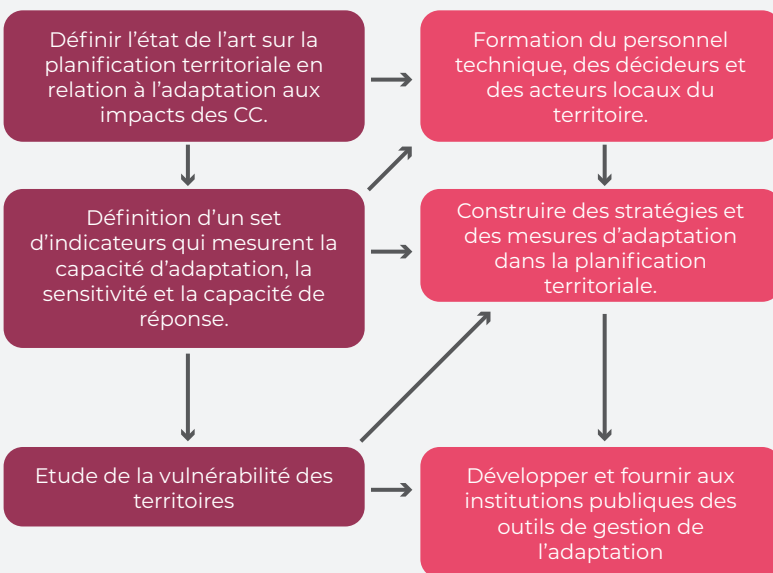 Définir l’état de l’art sur la
planification territoriale en
relation à l’adaptation aux
impacts des CC.
Formation du personnel
technique, des décideurs et
des acteurs locaux du
territoire.
Définition d’un set
d’indicateurs qui mesurent la
capacité d’adaptation, la
sensitivité et la capacité de
réponse.
Construire des stratégies et
des mesures d’adaptation
dans la planification
territoriale.
Etude de la vulnérabilité des
territoires
Développer et fournir aux
institutions publiques des
outils de gestion de
l’adaptation